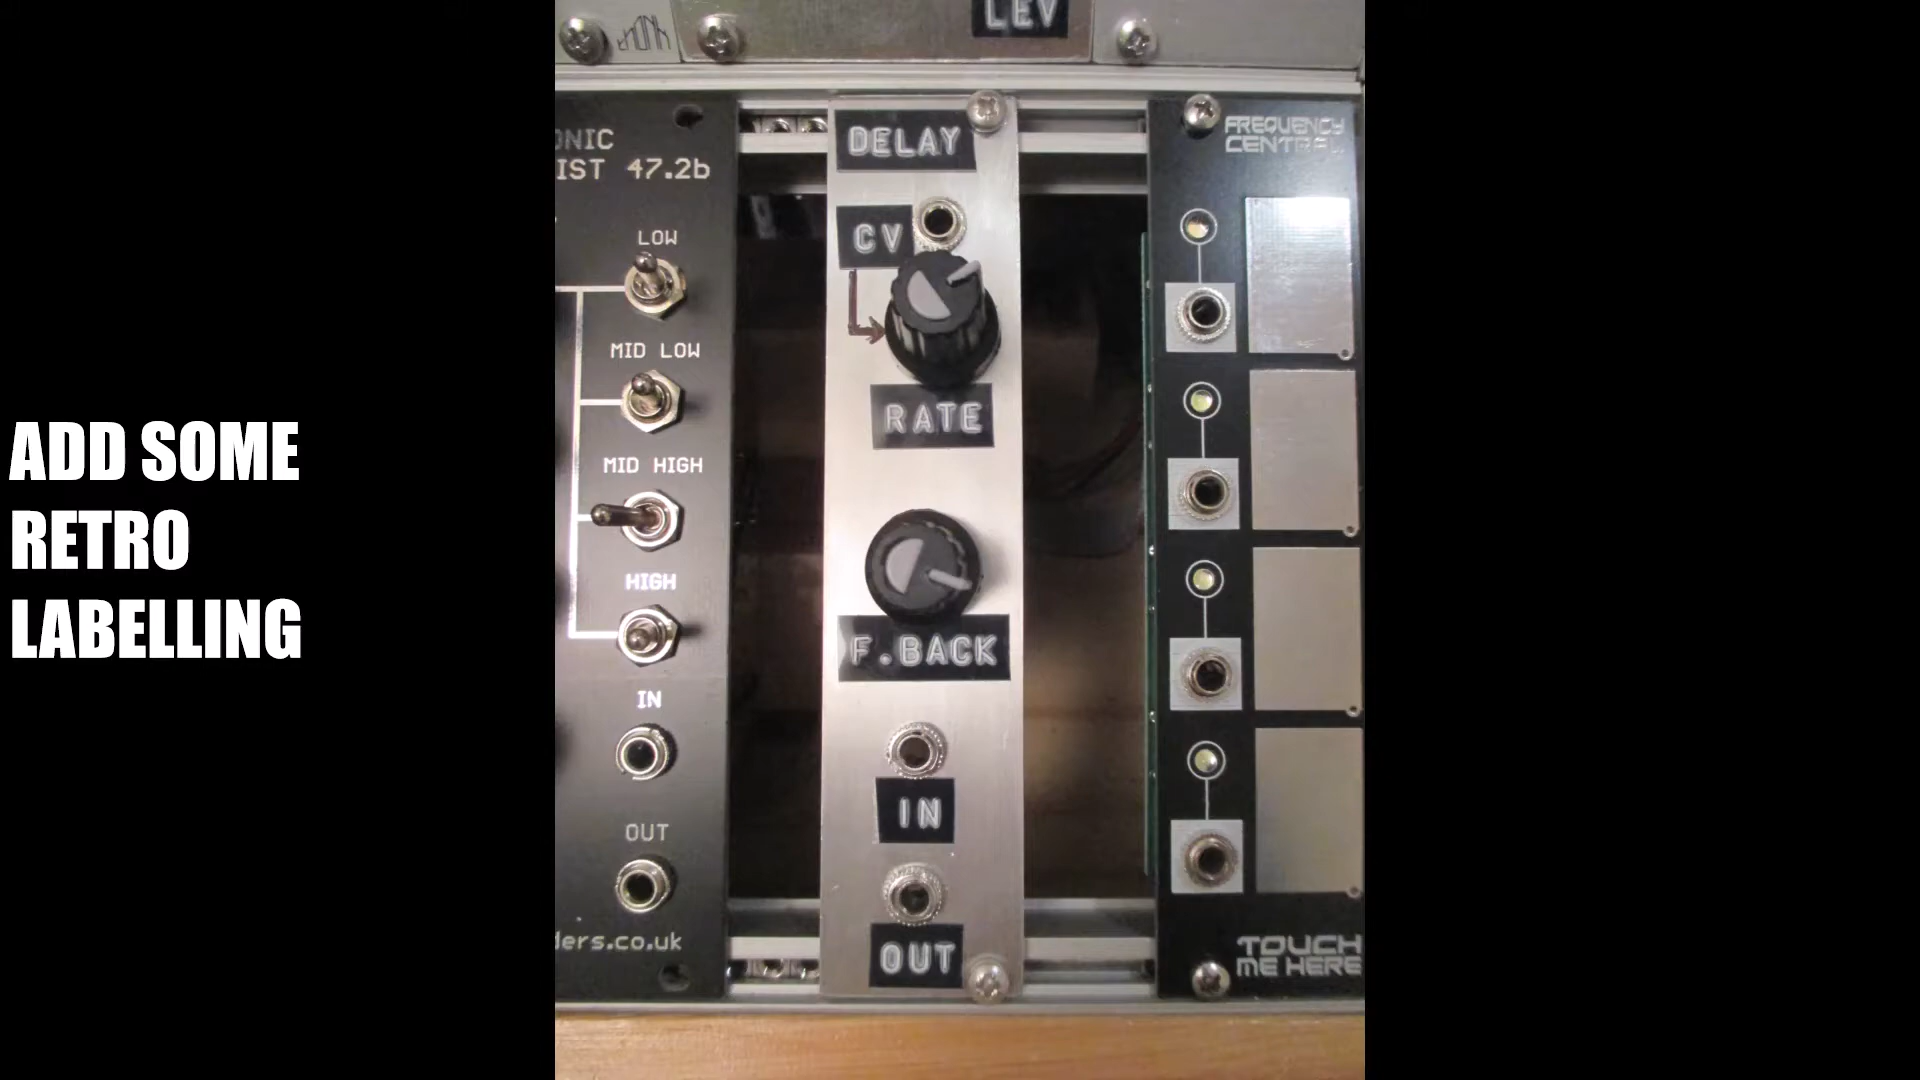 ADD SOME
RETRO
LABELLING
LEV
ONIC
IST 47.2b
LOW
MID LOW
MID HIGH
HIGH
IN
OUT
ders.co.uk
DELAY
CV
RATE
F.BACK
IN
OUT
FREQUENCY
CENTRAL
TOUCH
ME HERE